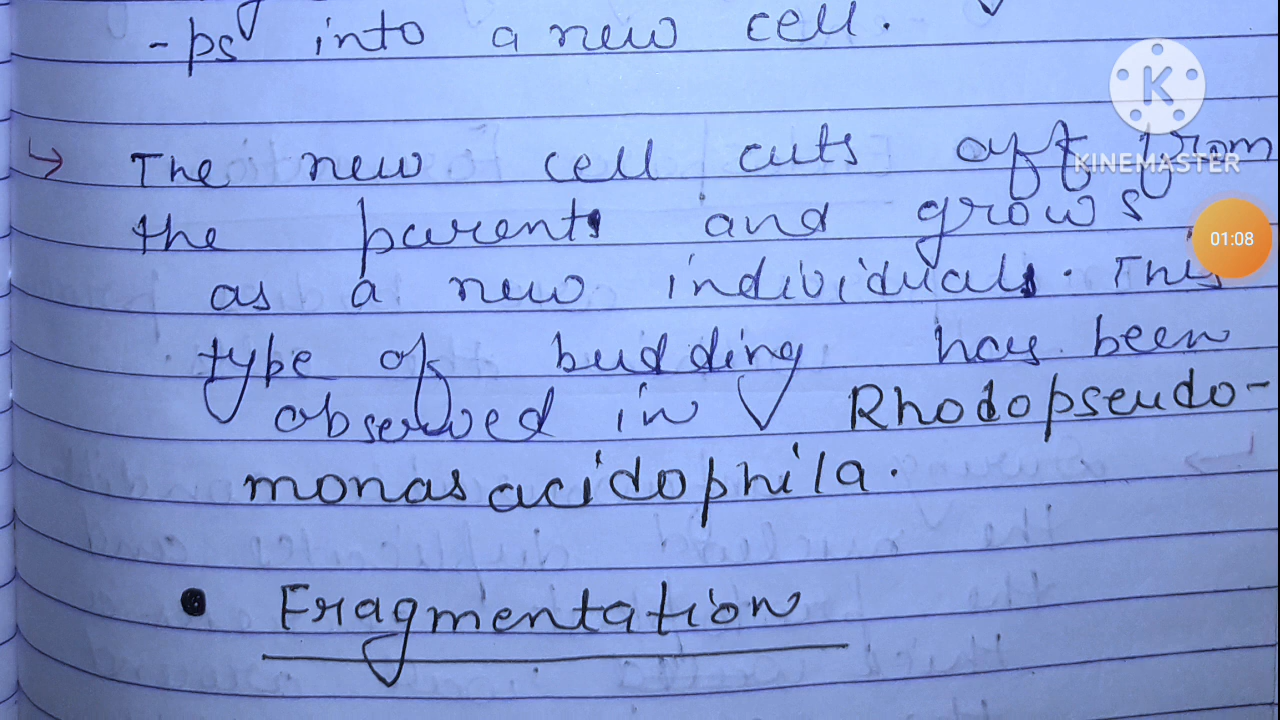 -ps into a new cell.
K
KINEMASTER
→ The new cell cuts off from
the parent and grows
01:08
as a new individual. This
type of budding has been
observed in Rhodopseudo-
monas acidophila.
• Fragmentation